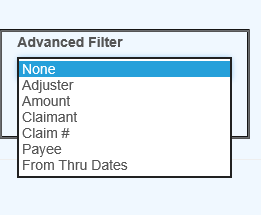 Advanced Filter
None
Adjuster
Amount
Claimant
Claim #
Payee
From Thru Dates